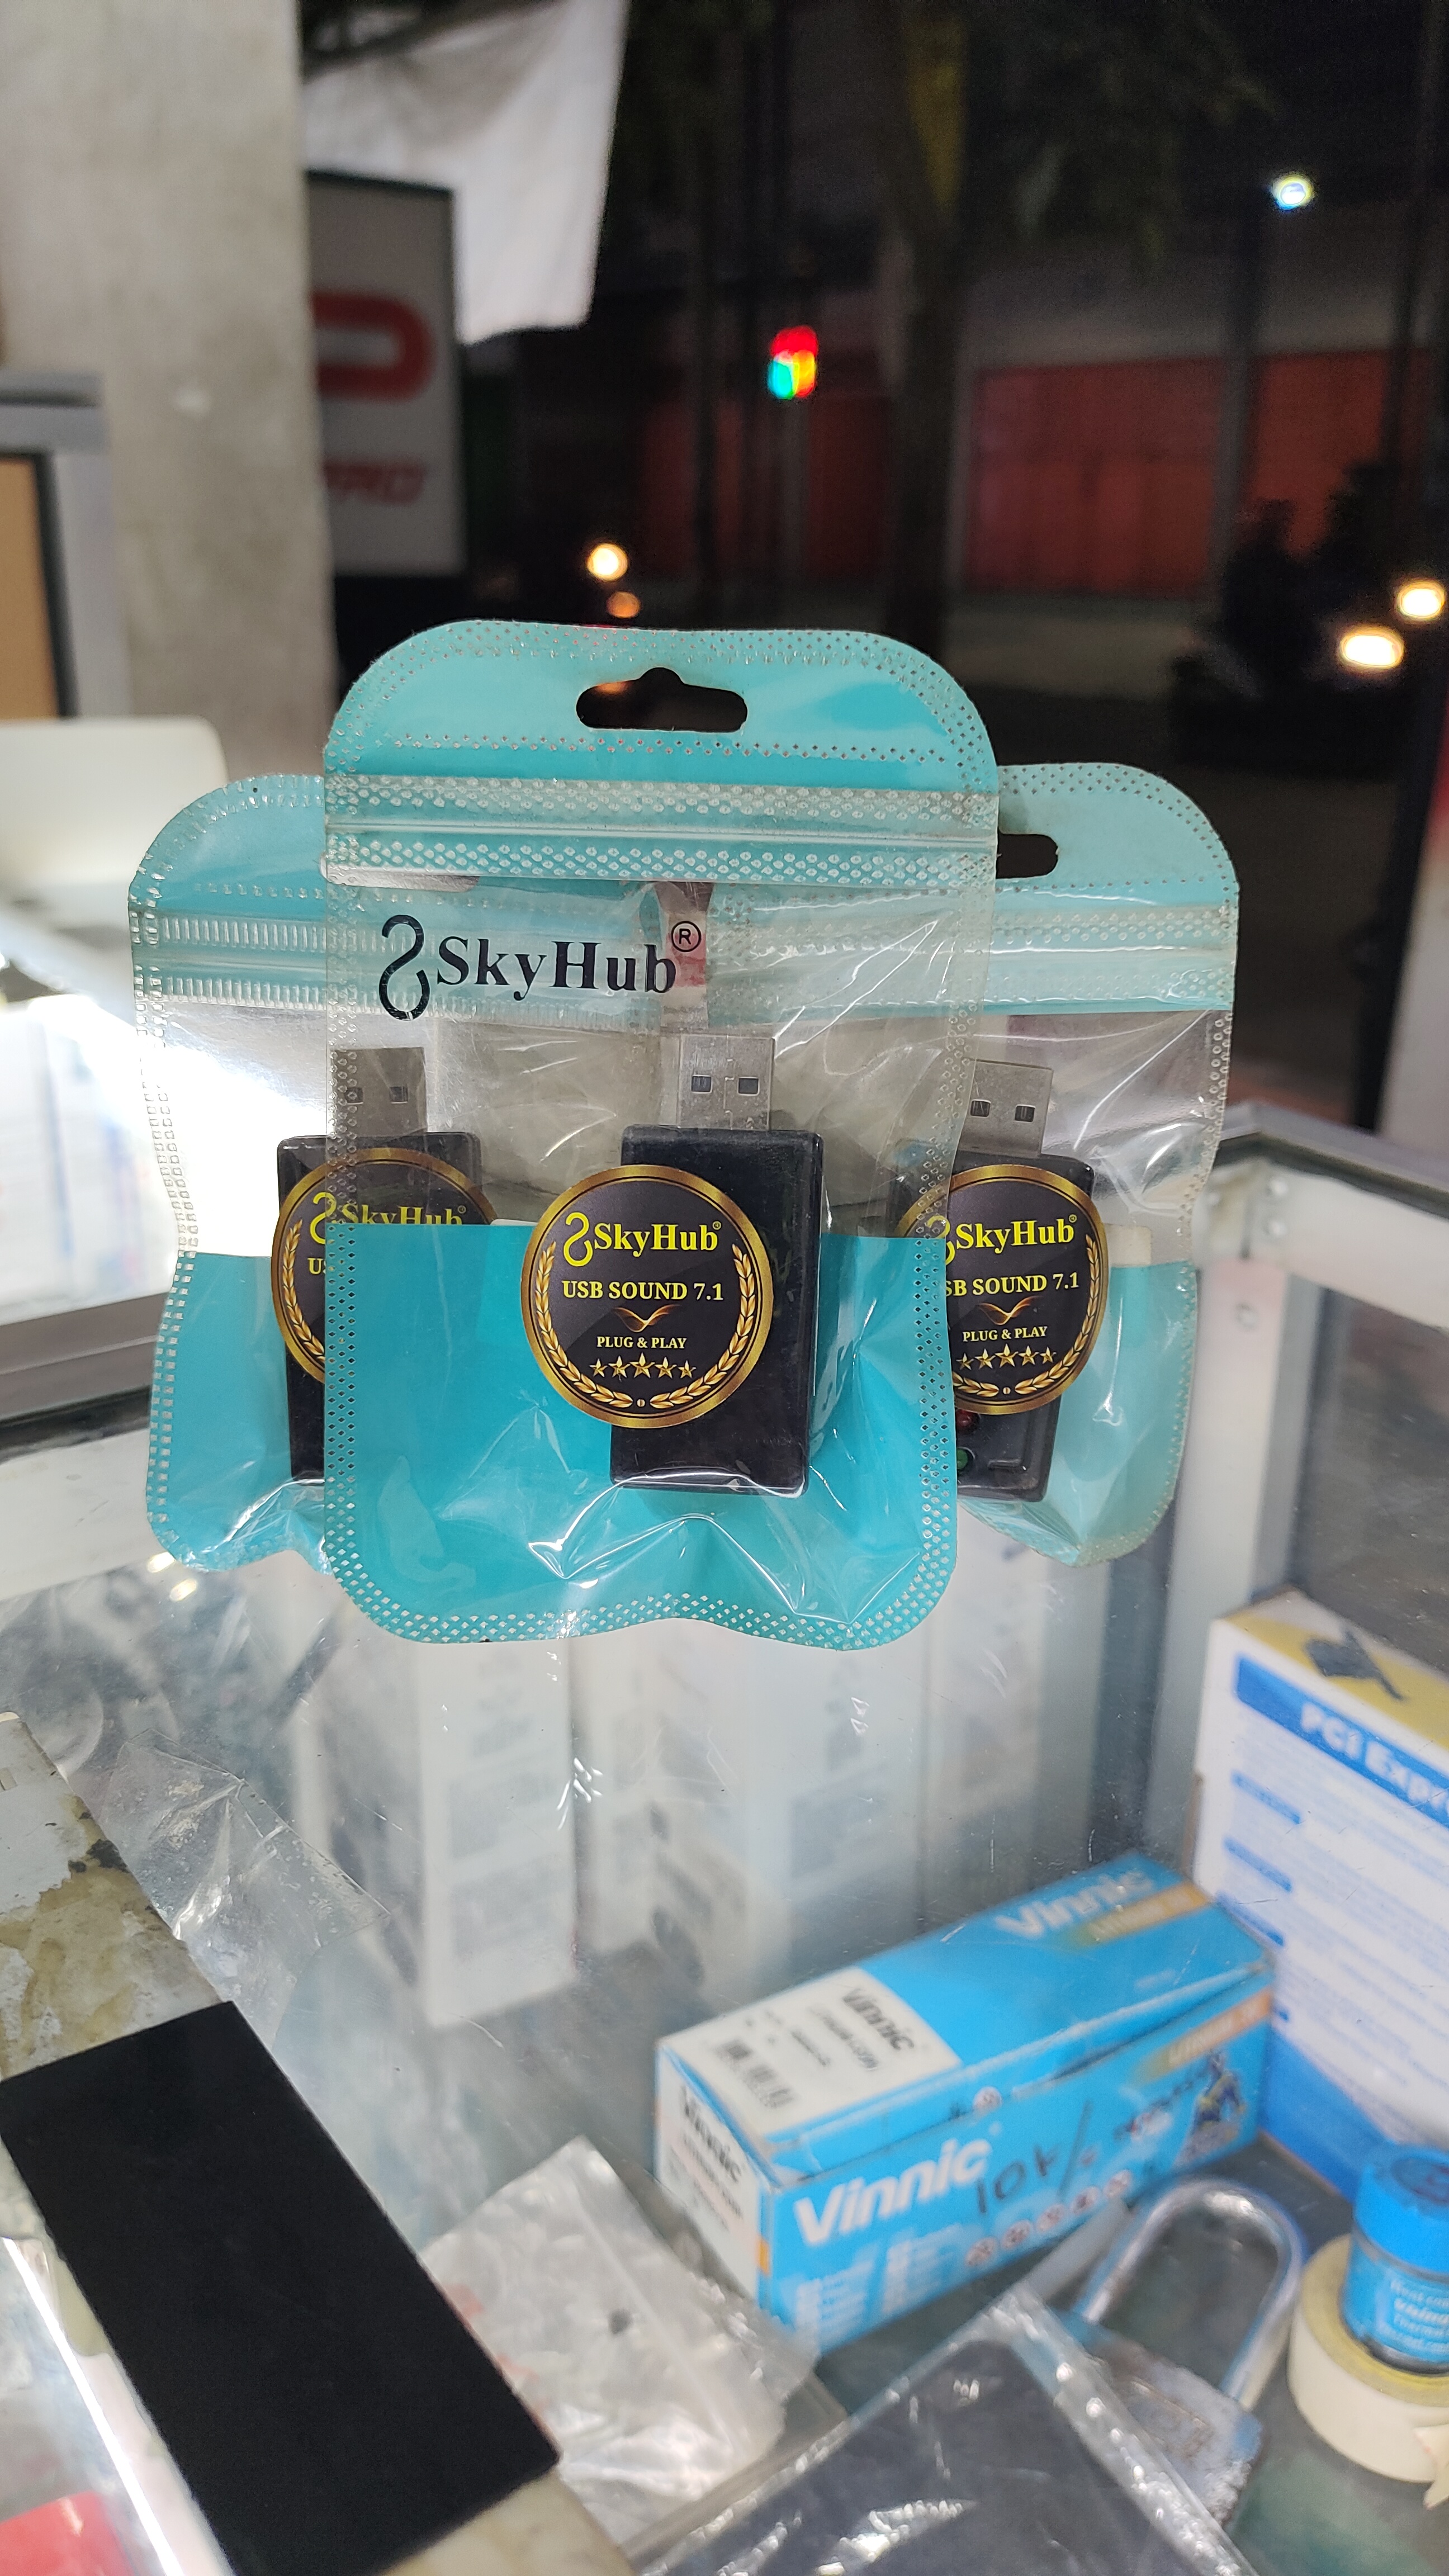 SkyHub®
SkyHub
SkyHub®
USB SOUND 7.1
PLUG & PLAY
SkyHub®
SB SOUND 7.1
PLUG & PLAY
PCI Expr
Vinnic
Vinnic
Vinnic